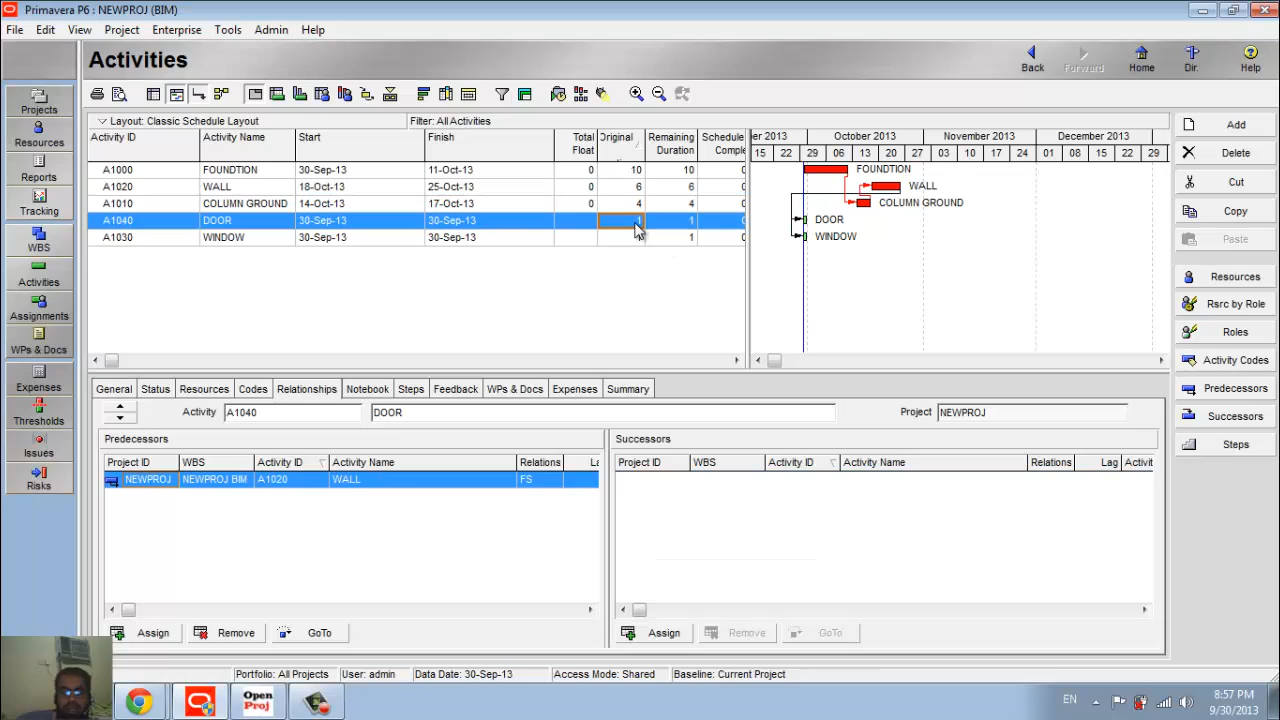 Primavera P6 : NEWPROJ (BIM)
File Edit View Project Enterprise Tools Admin Help
Activities
Back Forward Home Dir. Help
Projects
Resources
Reports
Tracking
WBS
Activities
Assignments
WPs & Docs
Expenses
Thresholds
Issues
Risks
Layout: Classic Schedule Layout Filter: All Activities
Activity ID Activity Name Start Finish Total Float Original Remaining Duration Schedule Comple
October 2013 November 2013 December 2013
15 22 29 06 13 20 27 03 10 17 24 01 08 15 22 29
A1000 FOUNDTION 30-Sep-13 11-Oct-13 0 10 10 FOUNDTION
A1020 WALL 18-Oct-13 25-Oct-13 0 6 6 WALL
A1010 COLUMN GROUND 14-Oct-13 17-Oct-13 0 4 4 COLUMN GROUND
A1040 DOOR 30-Sep-13 30-Sep-13 1 1 DOOR
A1030 WINDOW 30-Sep-13 30-Sep-13 1 WINDOW
Add
Delete
Cut
Copy
Paste
Resources
Rsrc by Role
Roles
Activity Codes
Predecessors
Successors
Steps
General Status Resources Codes Relationships Notebook Steps Feedback WPs & Docs Expenses Summary
Activity A1040 DOOR Project NEWPROJ
Predecessors
Project ID WBS Activity ID Activity Name Relations La
NEWPROJ NEWPROJ BIM A1020 WALL FS
Assign Remove GoTo
Successors
Project ID WBS Activity ID Activity Name Relations Lag Activit
Assign Remove GoTo
Portfolio: All Projects User: admin Data Date: 30-Sep-13 Access Mode: Shared Baseline: Current Project
Open
Proj
EN
8:57 PM
9/30/2013